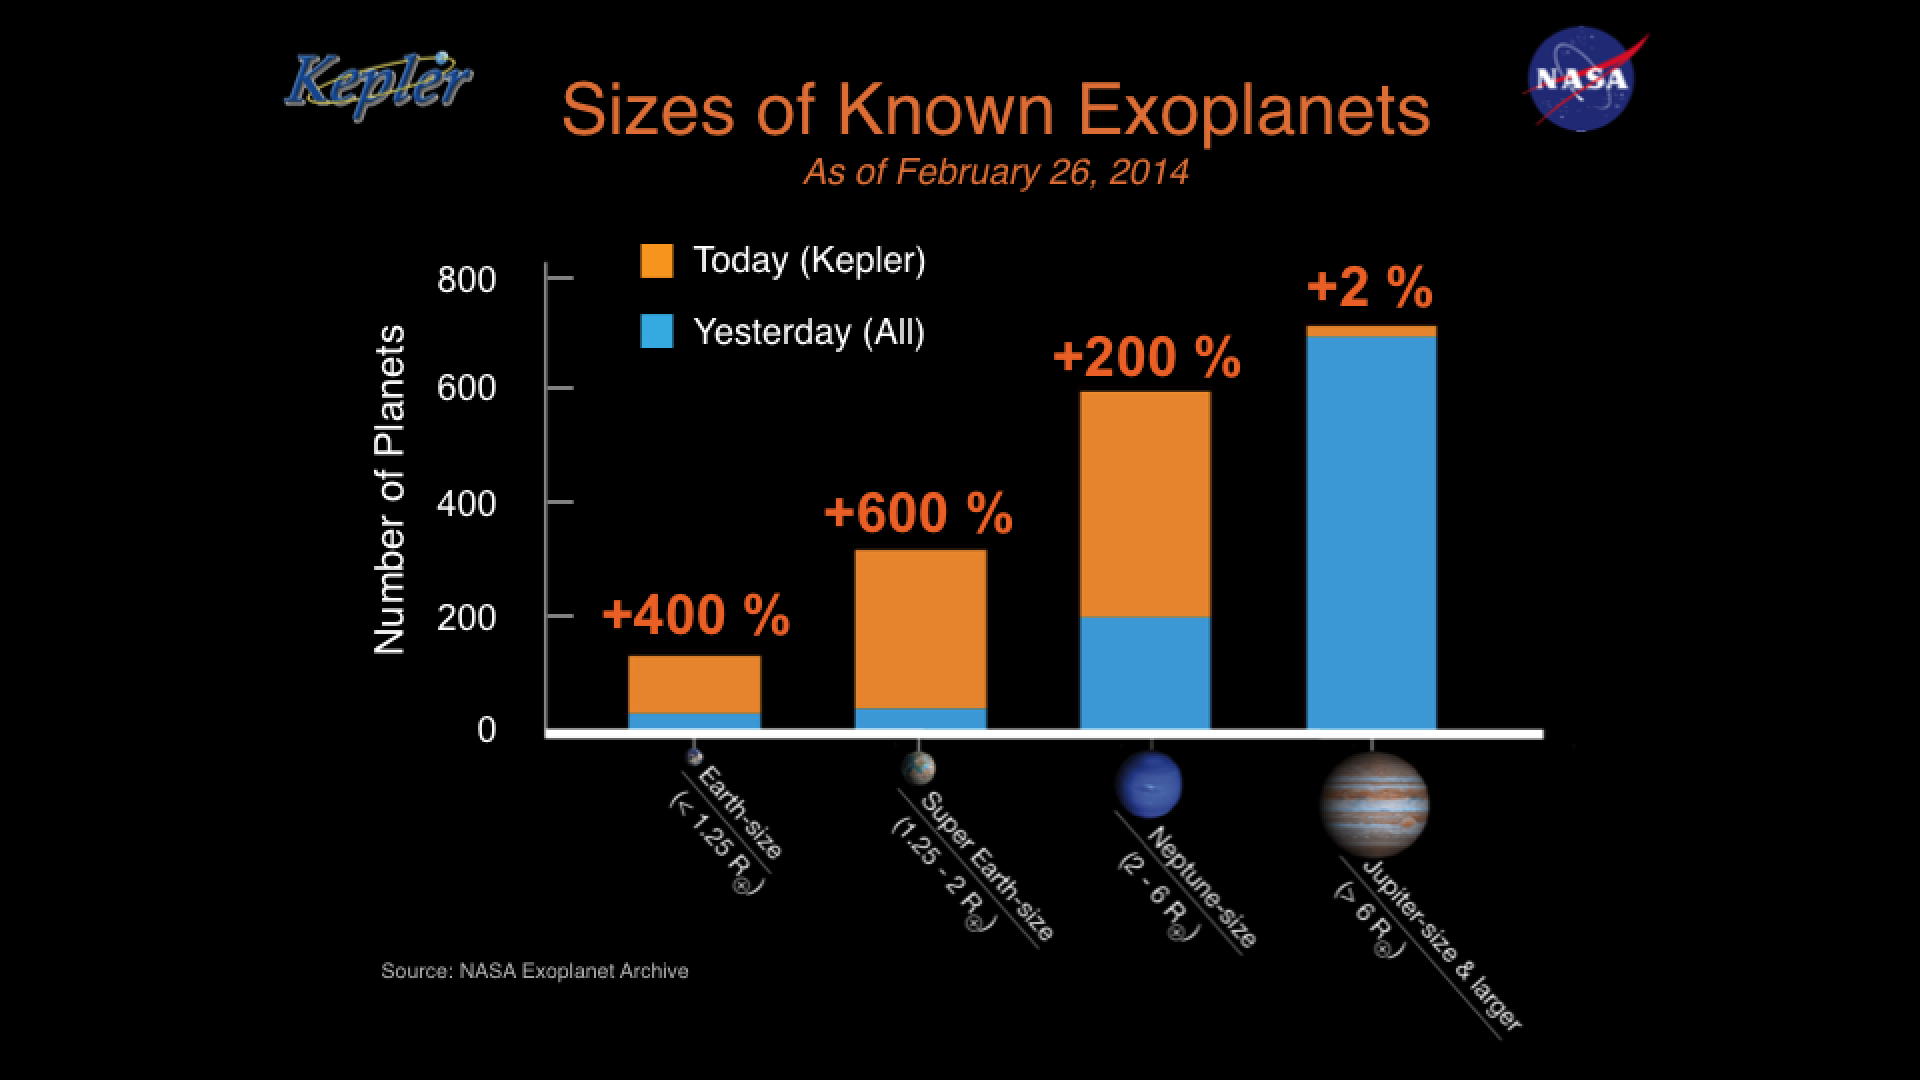 Kepler
NASA
Sizes of Known Exoplanets
As of February 26, 2014
Today (Kepler)
Yesterday (All)
Number of Planets
800
600
400
200
0
+400 %
+600 %
+200 %
+2 %
Earth-size
(< 1.25 R⊗)
Super Earth-size
(1.25 - 2 R⊗)
Neptune-size
(2 - 6 R⊗)
Jupiter-size & larger
(> 6 R⊗)
Source: NASA Exoplanet Archive